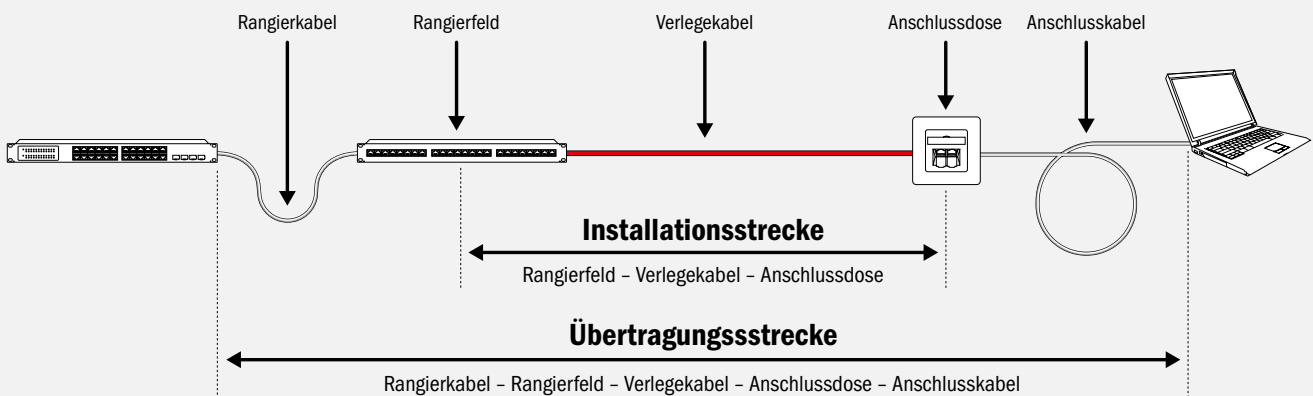 Rangierkabel Rangierfeld Verlegekabel Anschlussdose Anschlusskabel
Installationsstrecke
Rangierfeld – Verlegekabel – Anschlussdose
Übertragungssstrecke
Rangierkabel – Rangierfeld – Verlegekabel – Anschlussdose – Anschlusskabel